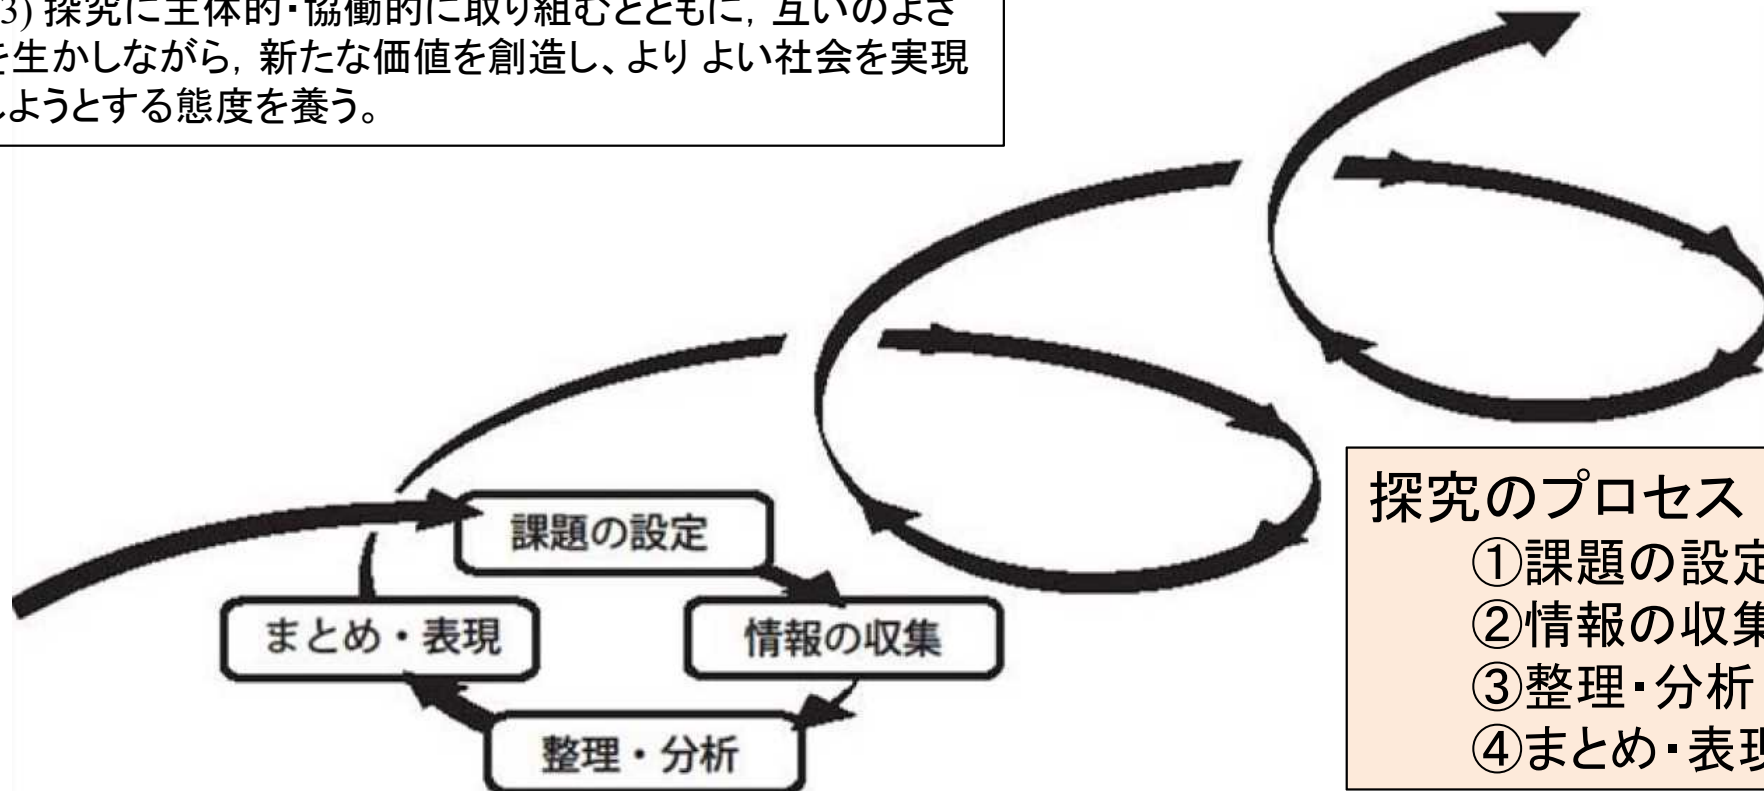 3) 探究に主体的・協働的に取り組むとともに, 互いのよさ
を生かしながら, 新たな価値を創造し、より よい社会を実現
しようとする態度を養う。
課題の設定
まとめ・表現
情報の収集
整理・分析
探究のプロセス
①課題の設定
②情報の収集
③整理・分析
④まとめ・表現